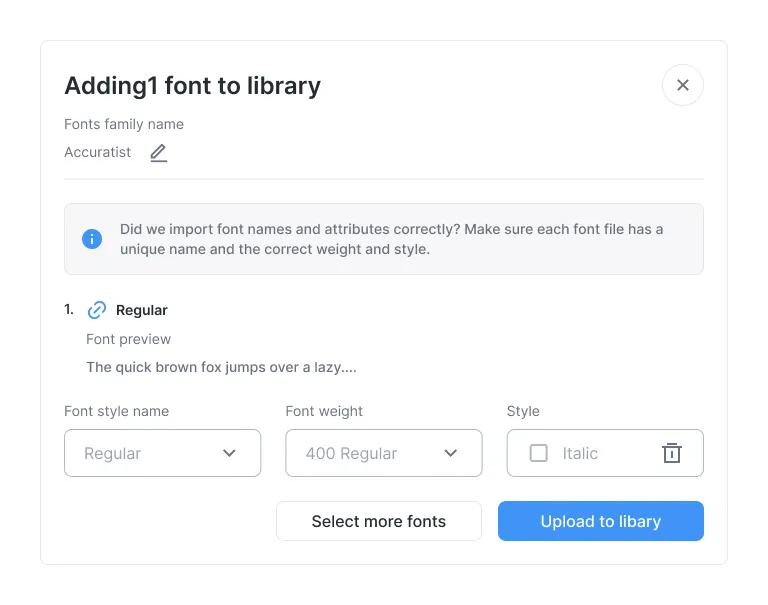 Adding1 font to library
Fonts family name
Accuratist
Did we import font names and attributes correctly? Make sure each font file has a
unique name and the correct weight and style.
1. Regular
Font preview
The quick brown fox jumps over a lazy....
Font style name Font weight Style
Regular 400 Regular Italic
Select more fonts Upload to libary